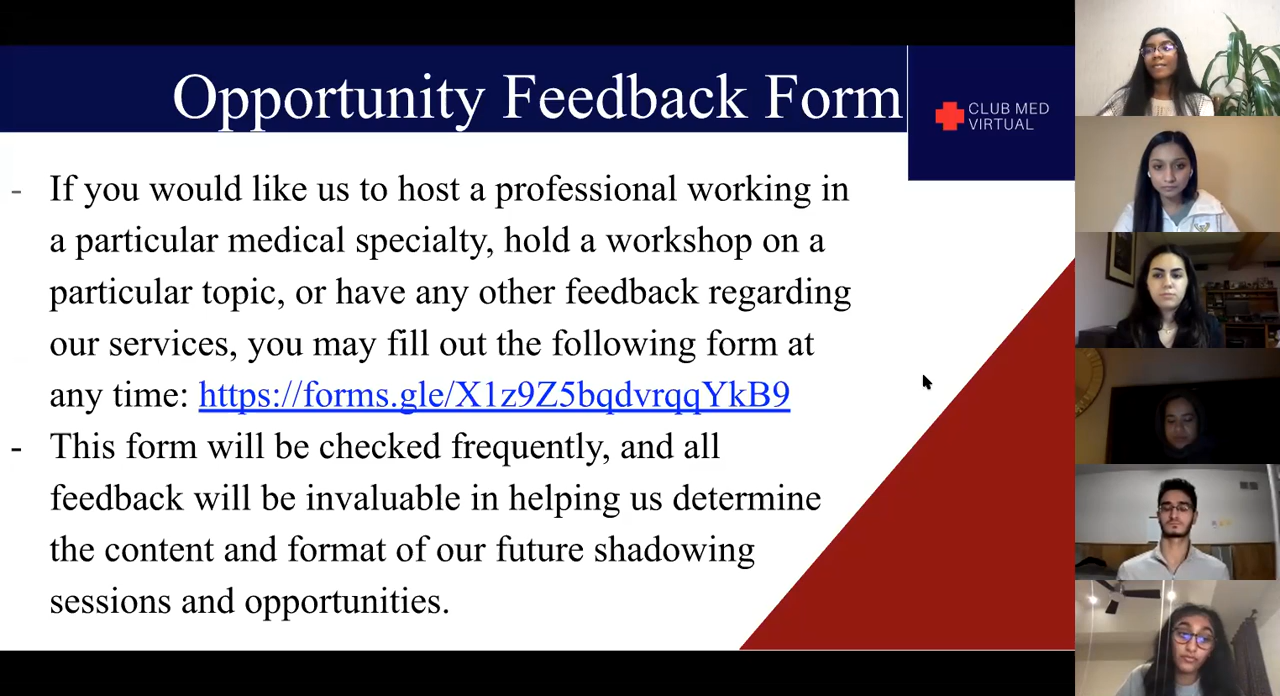 Opportunity Feedback Form
CLUB MED
VIRTUAL
- If you would like us to host a professional working in
a particular medical specialty, hold a workshop on a
particular topic, or have any other feedback regarding
our services, you may fill out the following form at
any time: https://forms.gle/X1z9Z5bqdvrqqYkB9
- This form will be checked frequently, and all
feedback will be invaluable in helping us determine
the content and format of our future shadowing
sessions and opportunities.